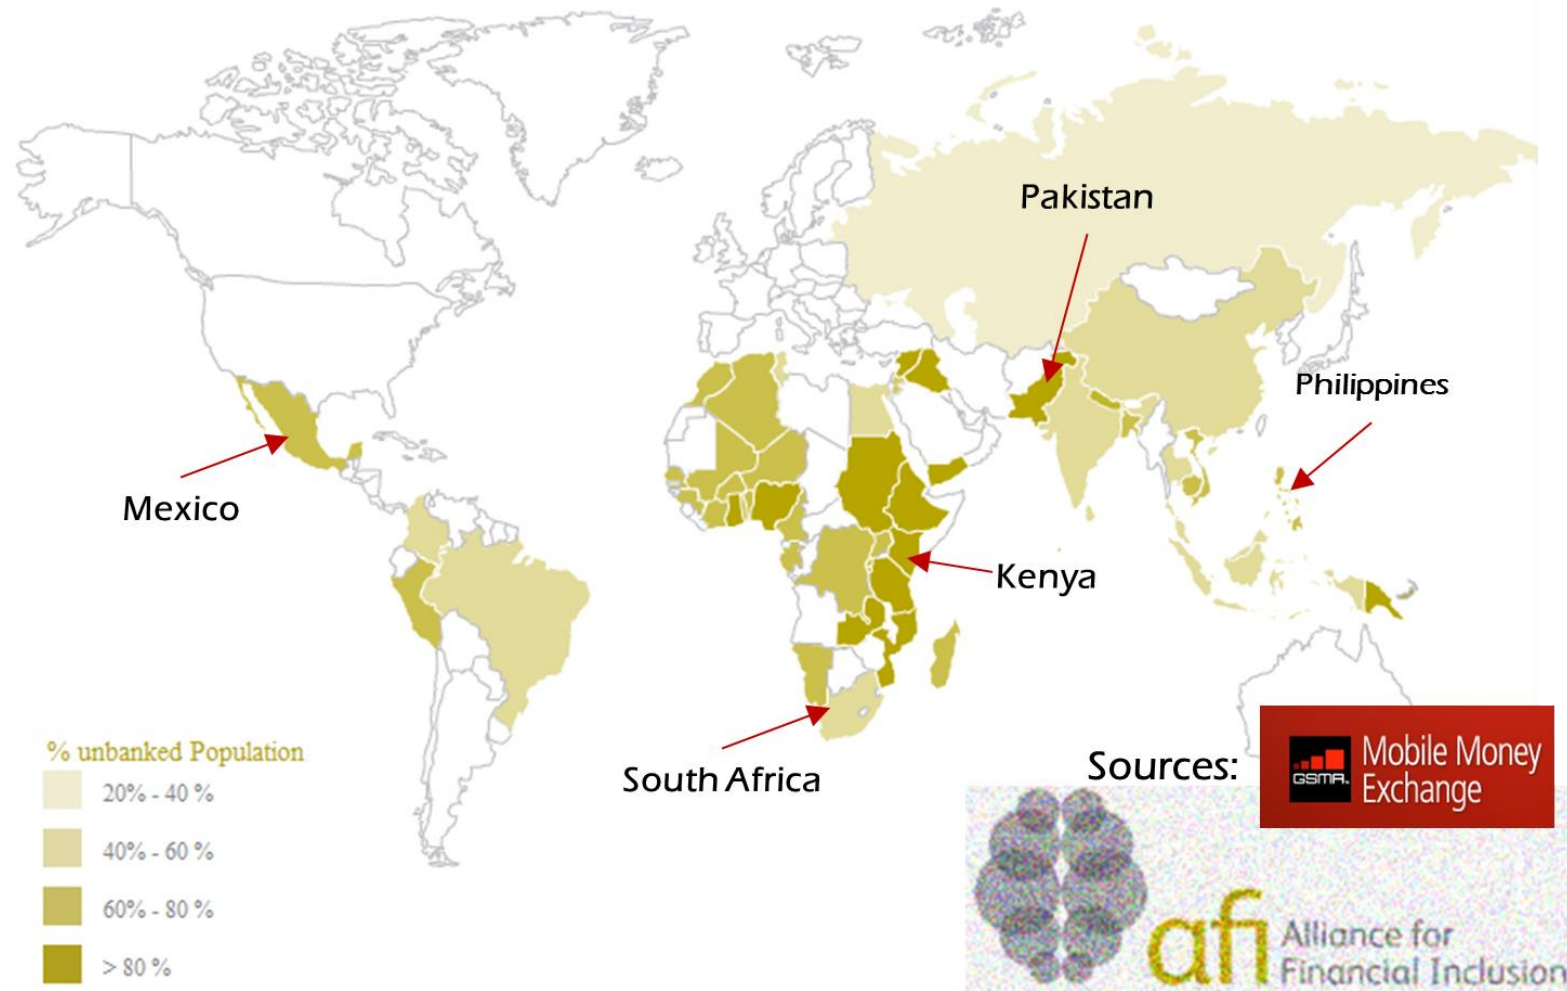 Pakistan
Philippines
Mexico
Kenya
South Africa
% unbanked Population
20% - 40 %
40% - 60 %
60% - 80 %
> 80 %
Sources:
GSMA
Mobile Money
Exchange
afi
Alliance for
Financial Inclusion